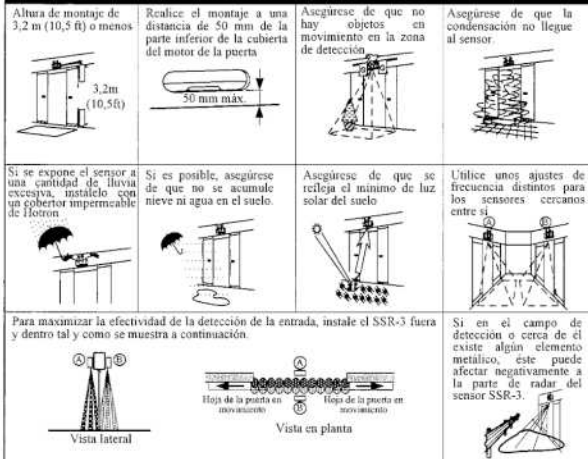 Altura de montaje de
3,2 m (10,5 ft) o menos
3,2m
(10,5ft)
Realice el montaje a una
distancia de 50 mm de la
parte inferior de la cubierta
del motor de la puerta
50 mm máx.
Asegúrese de que no
hay objetos en
movimiento en la zona
de detección
Asegúrese de que la
condensación no llegue
al sensor.
Si se expone el sensor a
una cantidad de lluvia
excesiva, instálelo con
un cobertor impermeable
de Hotron
Si es posible, asegúrese
de que no se acumule
nieve ni agua en el suelo.
Asegúrese de que se
refleja el mínimo de luz
solar del suelo
Utilice unos ajustes de
frecuencia distintos para
los sensores cercanos
entre sí
A
B
Para maximizar la efectividad de la detección de la entrada, instale el SSR-3 fuera
y dentro tal y como se muestra a continuación.
A
B
Vista lateral
A
B
Hoja de la puerta en
movimiento
Hoja de la puerta en
movimiento
Vista en planta
Si en el campo de
detección o cerca de él
existe algún elemento
metálico, éste puede
afectar negativamente a
la parte de radar del
sensor SSR-3.